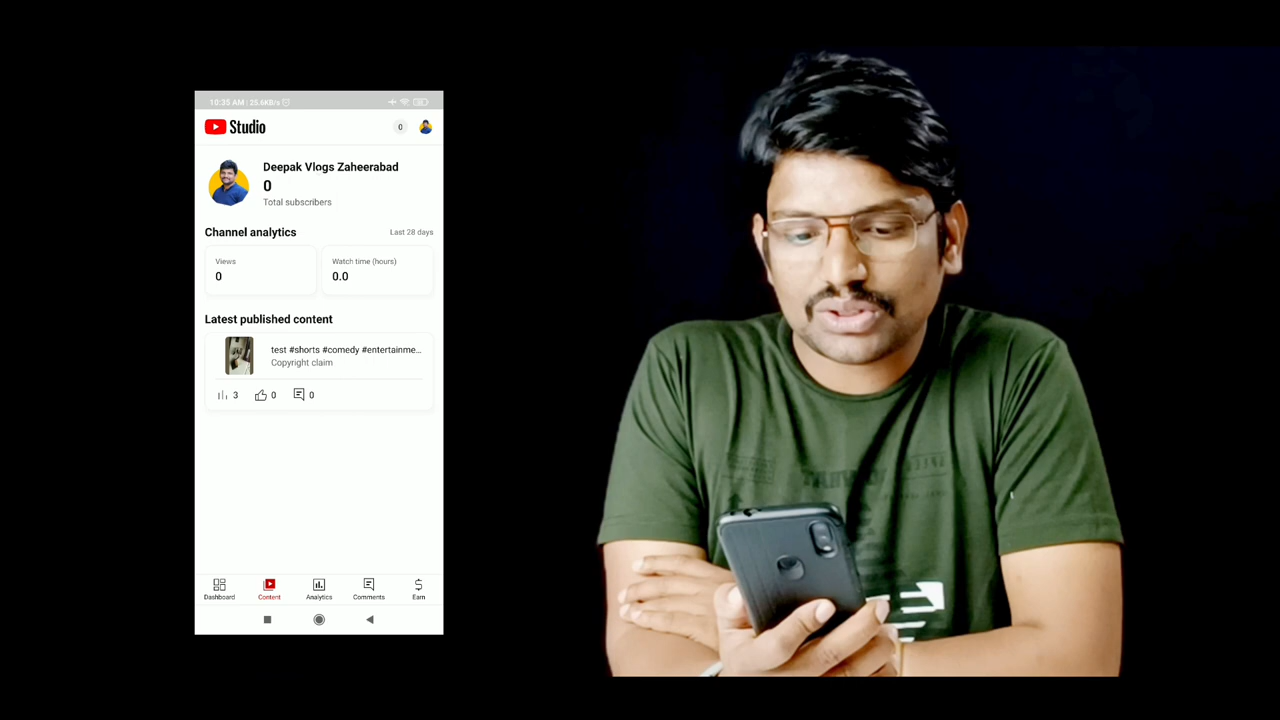 10:35 AM | 25.6KB/s
Studio
0
Deepak Vlogs Zaheerabad
0
Total subscribers
Channel analytics
Last 28 days
Views
0
Watch time (hours)
0.0
Latest published content
test #shorts #comedy #entertainme...
Copyright claim
3 0 0
Dashboard Content Analytics Comments Earn